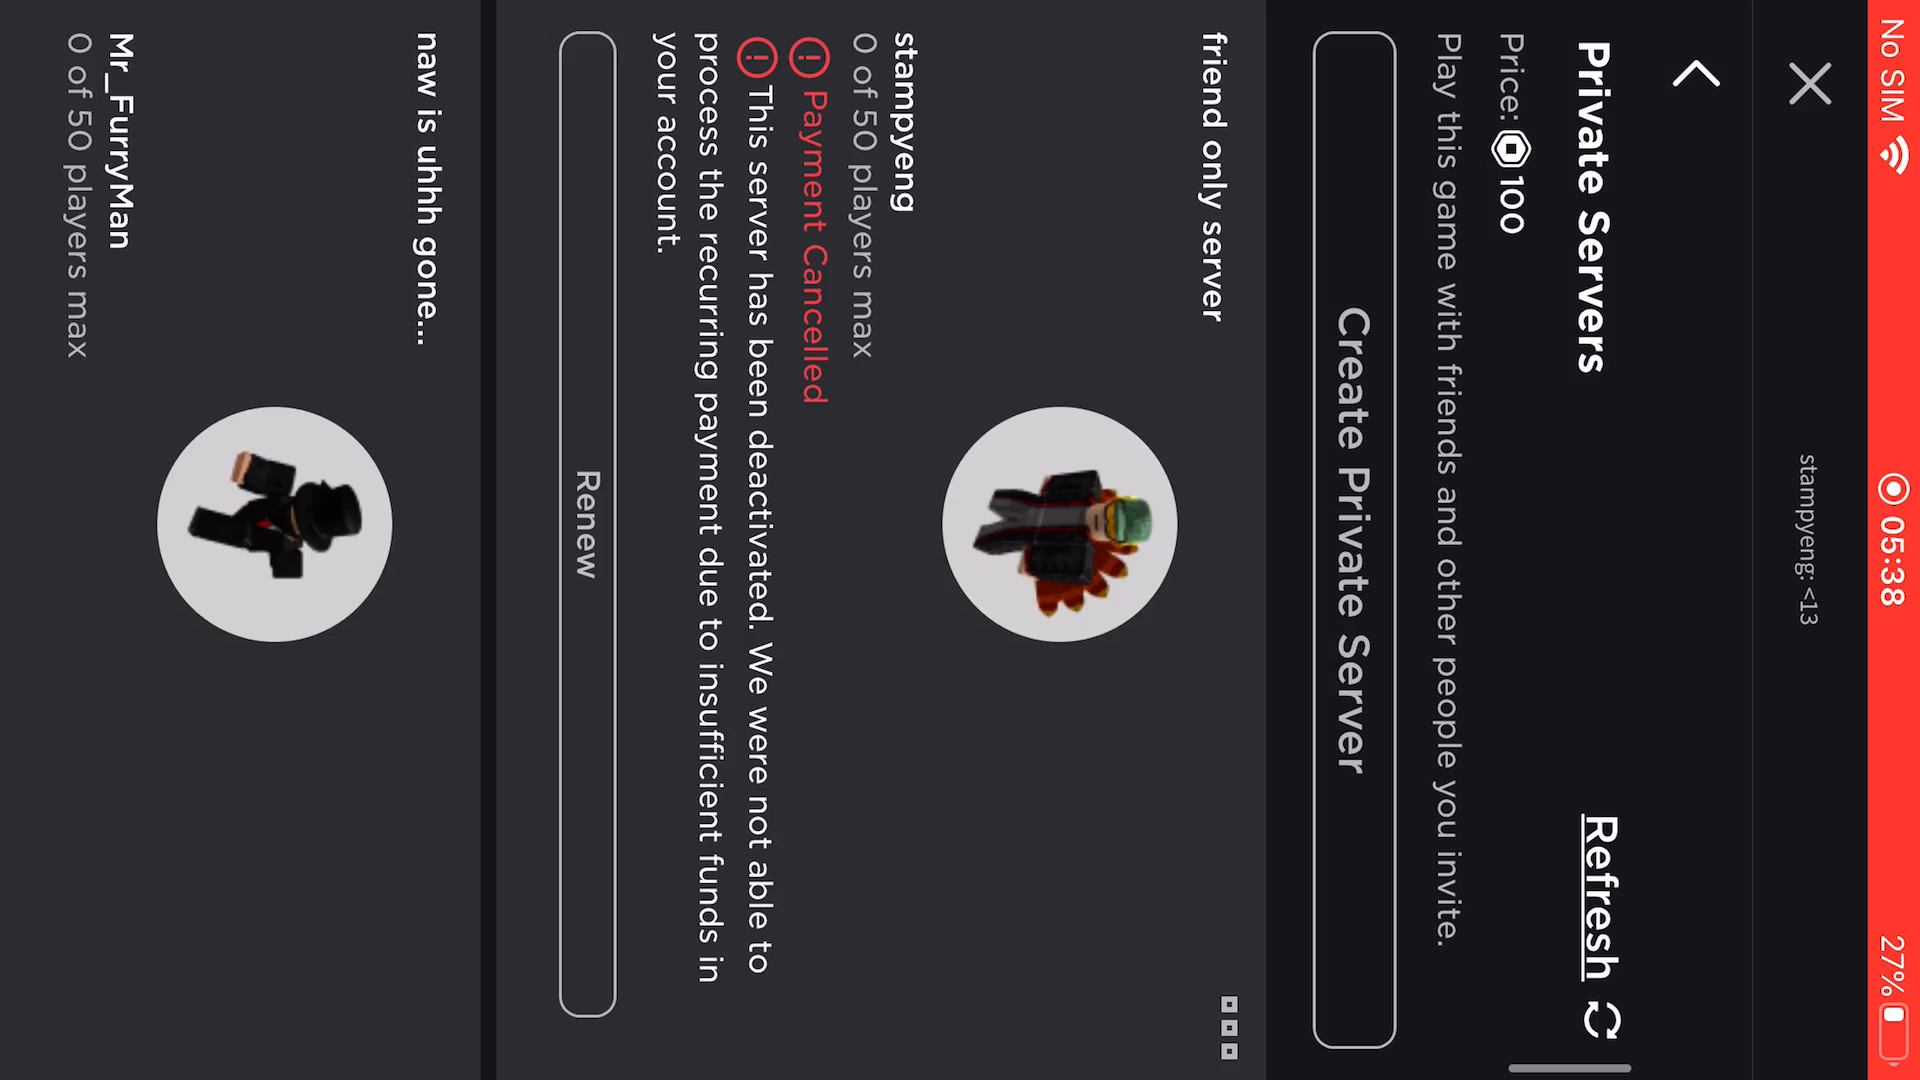 No SIM 05:38 27%
stampyeng: <13
Private Servers Refresh
Price: 100
Play this game with friends and other people you invite.
Create Private Server
friend only server
stampyeng
0 of 50 players max
Payment Cancelled
This server has been deactivated. We were not able to
process the recurring payment due to insufficient funds in
your account.
Renew
naw is uhhh gone...
Mr_FurryMan
0 of 50 players max